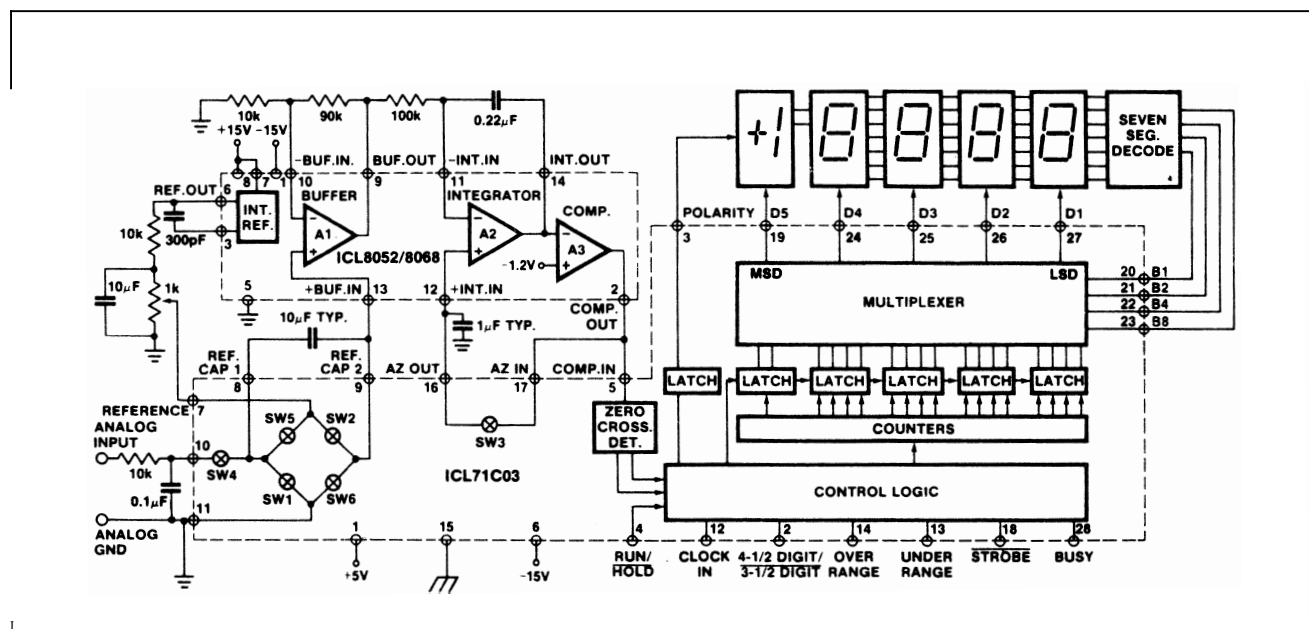 10k
90k
100k
0.22µF
+15V
-15V
-BUF.IN.
BUF.OUT
-INT.IN
INT.OUT
8
7
1
10
9
11
14
REF.OUT
6
INT.
REF.
3
300pF
10k
BUFFER
A1
ICL8052/8068
INTEGRATOR
A2
COMP.
A3
-1.2V
10µF
1k
5
+BUF.IN
13
12
+INT.IN
2
COMP.
OUT
10µF TYP.
1µF TYP.
REF.
CAP 1
8
REF.
CAP 2
9
AZ OUT
16
AZ IN
17
COMP.IN
5
REFERENCE
7
ANALOG
INPUT
10
10k
0.1µF
SW4
SW5
SW2
SW1
SW6
SW3
ICL71C03
11
ANALOG
GND
1
+5V
15
6
-15V
ZERO
CROSS.
DET.
+1
8
8
8
8
SEVEN
SEG.
DECODE
4
POLARITY
3
D5
19
D4
24
D3
25
D2
26
D1
27
MSD
LSD
MULTIPLEXER
20
B1
21
B2
22
B4
23
B8
LATCH
LATCH
LATCH
LATCH
LATCH
LATCH
COUNTERS
CONTROL LOGIC
4
RUN/
HOLD
12
CLOCK
IN
2
4-1/2 DIGIT/
3-1/2 DIGIT
14
OVER
RANGE
13
UNDER
RANGE
18
STROBE
28
BUSY